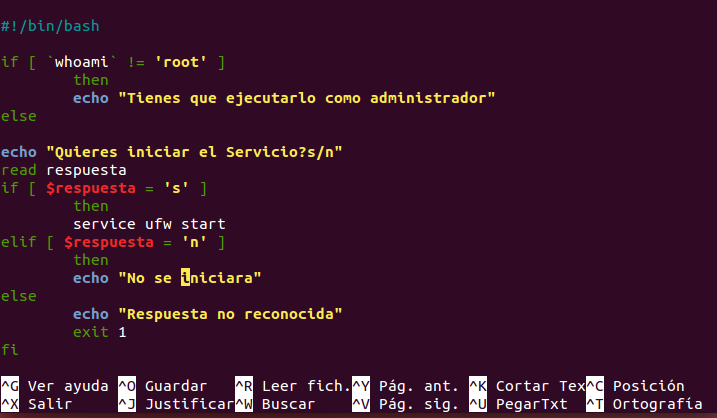 #!/bin/bash
if [ `whoami` != 'root' ]
then
echo "Tienes que ejecutarlo como administrador"
else
echo "Quieres iniciar el Servicio?s/n"
read respuesta
if [ $respuesta = 's' ]
then
service ufw start
elif [ $respuesta = 'n' ]
then
echo "No se iniciara"
else
echo "Respuesta no reconocida"
exit 1
fi
^G Ver ayuda ^O Guardar ^R Leer fich. ^Y Pág. ant. ^K Cortar Tex ^C Posición
^X Salir ^J Justificar ^W Buscar ^V Pág. sig. ^U PegarTxt ^T Ortografía